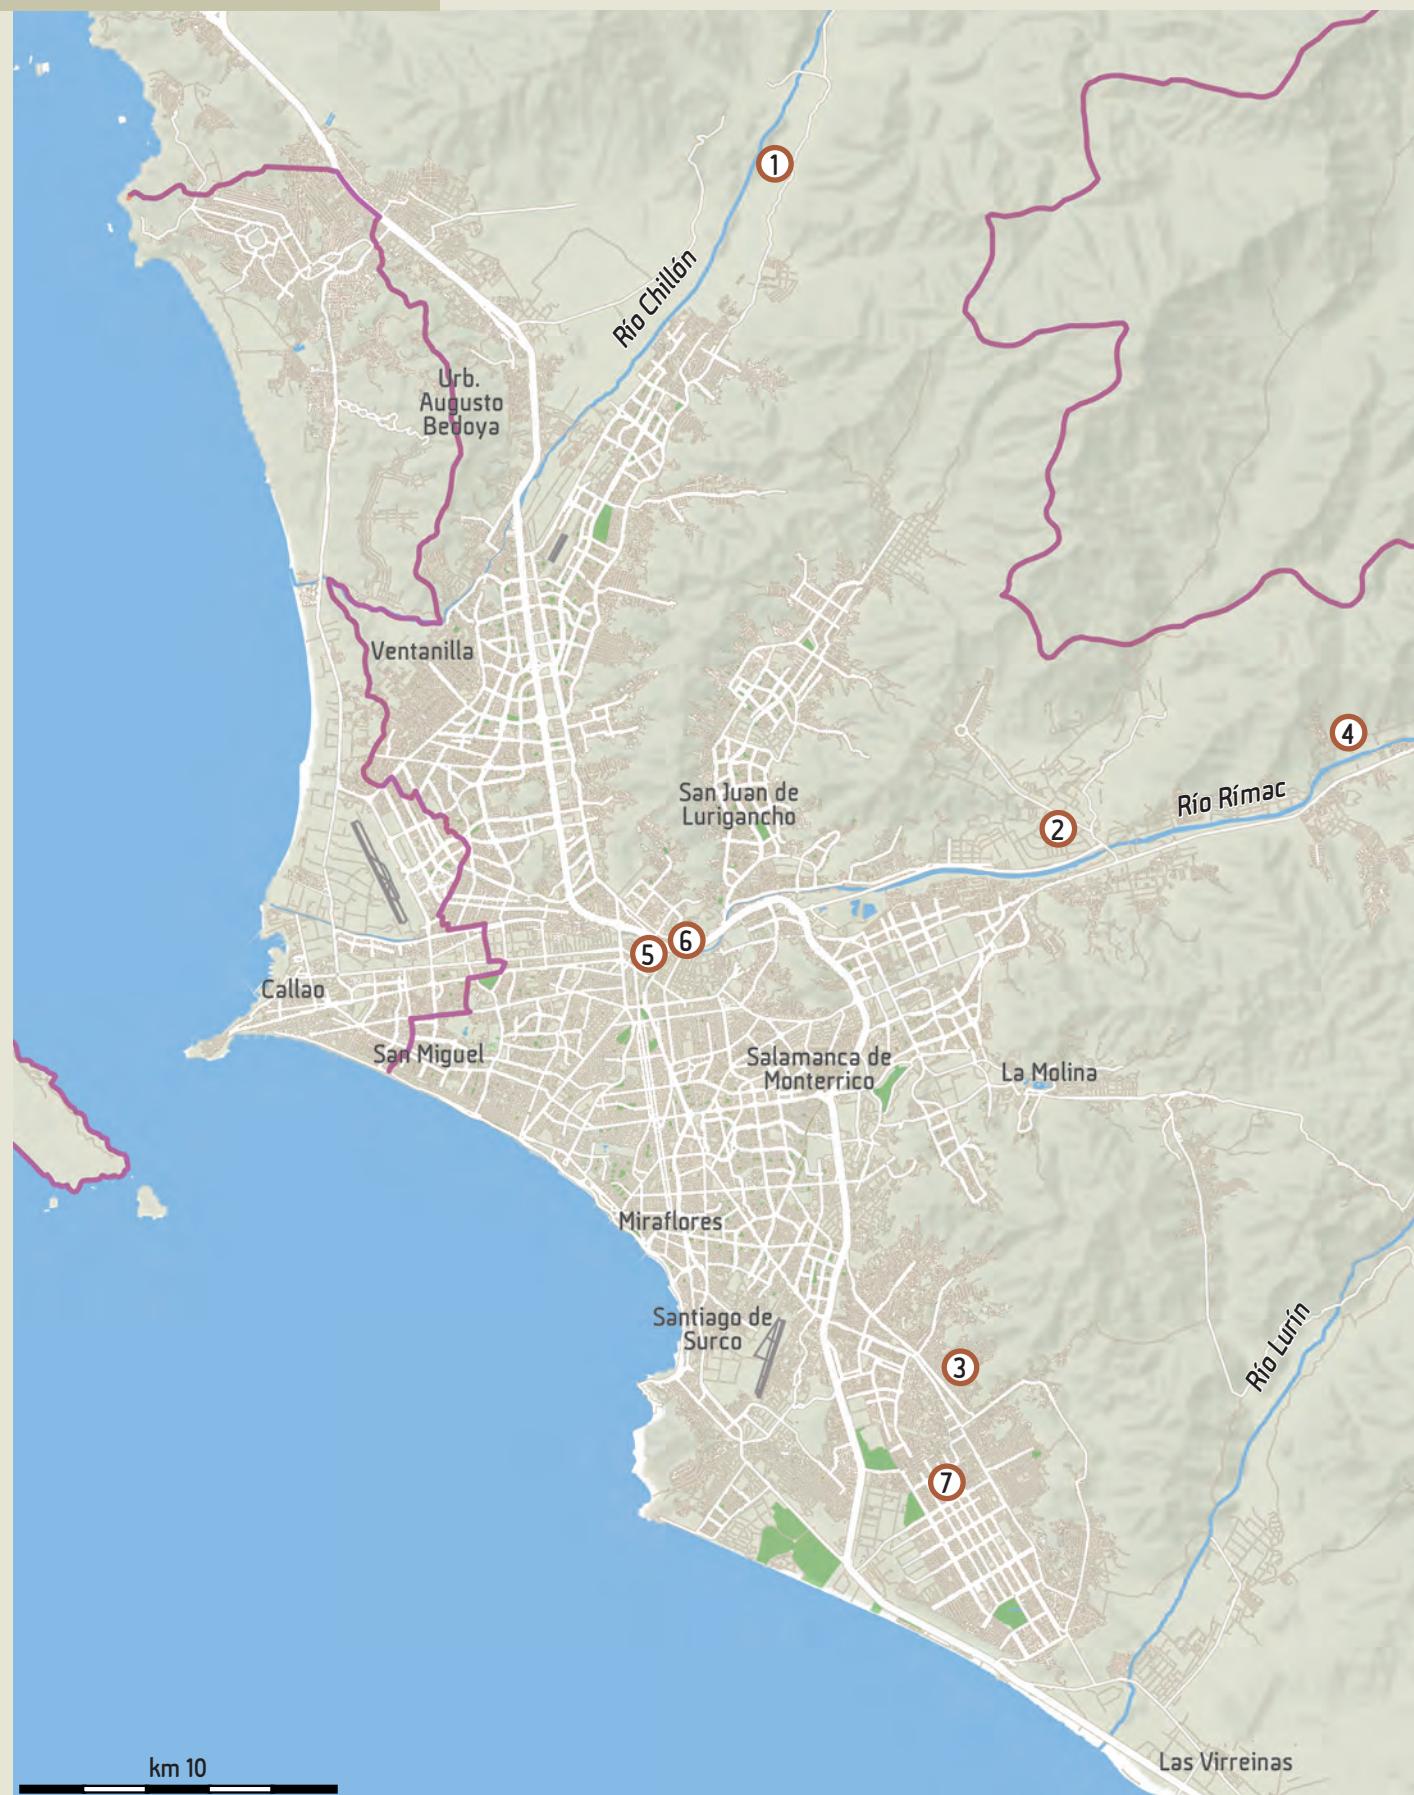 1
Río Chillón
Urb.
Augusto
Bedoya
Ventanilla
4
San Juan de
Lurigancho
Río Rímac
2
6
5
Callao
San Miguel
Salamanca de
Monterrico
La Molina
Miraflores
Santiago de
Surco
Río Lurín
3
7
Las Virreinas
km 10